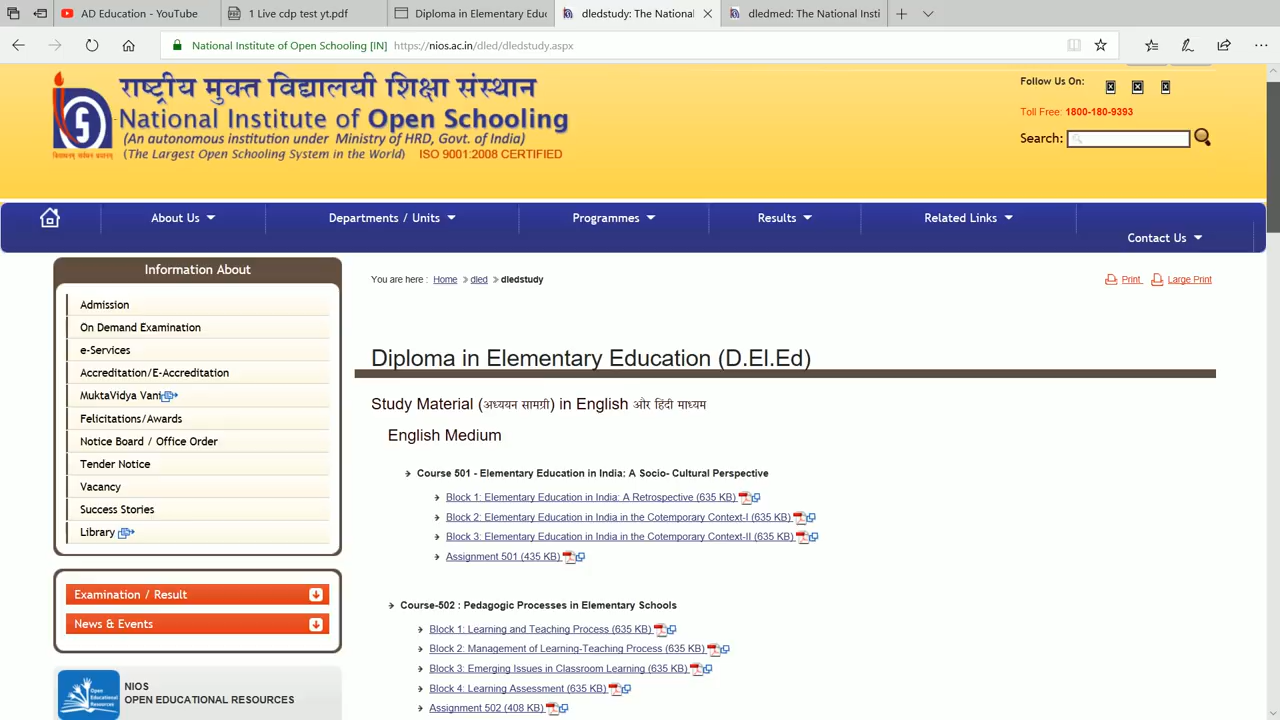 AD Education - YouTube
1 Live cdp test yt.pdf
Diploma in Elementary Educ
dledstudy: The National
dledmed: The National Insti
National Institute of Open Schooling [IN] https://nios.ac.in/dled/dledstudy.aspx
राष्ट्रीय मुक्त विद्यालयी शिक्षा संस्थान
National Institute of Open Schooling
(An autonomous institution under Ministry of HRD, Govt. of India)
(The Largest Open Schooling System in the World) ISO 9001:2008 CERTIFIED
Follow Us On:
Toll Free: 1800-180-9393
Search:
About Us
Departments / Units
Programmes
Results
Related Links
Contact Us
Information About
Admission
On Demand Examination
e-Services
Accreditation/E-Accreditation
MuktaVidya Vani
Felicitations/Awards
Notice Board / Office Order
Tender Notice
Vacancy
Success Stories
Library
Examination / Result
News & Events
NIOS
OPEN EDUCATIONAL RESOURCES
Open
Educational
Resources
You are here : Home dled dledstudy
Print Large Print
Diploma in Elementary Education (D.El.Ed)
Study Material (अध्ययन सामग्री) in English और हिंदी माध्यम
English Medium
Course 501 - Elementary Education in India: A Socio- Cultural Perspective
Block 1: Elementary Education in India: A Retrospective (635 KB)
Block 2: Elementary Education in India in the Cotemporary Context-I (635 KB)
Block 3: Elementary Education in India in the Cotemporary Context-II (635 KB)
Assignment 501 (435 KB)
Course-502 : Pedagogic Processes in Elementary Schools
Block 1: Learning and Teaching Process (635 KB)
Block 2: Management of Learning-Teaching Process (635 KB)
Block 3: Emerging Issues in Classroom Learning (635 KB)
Block 4: Learning Assessment (635 KB)
Assignment 502 (408 KB)